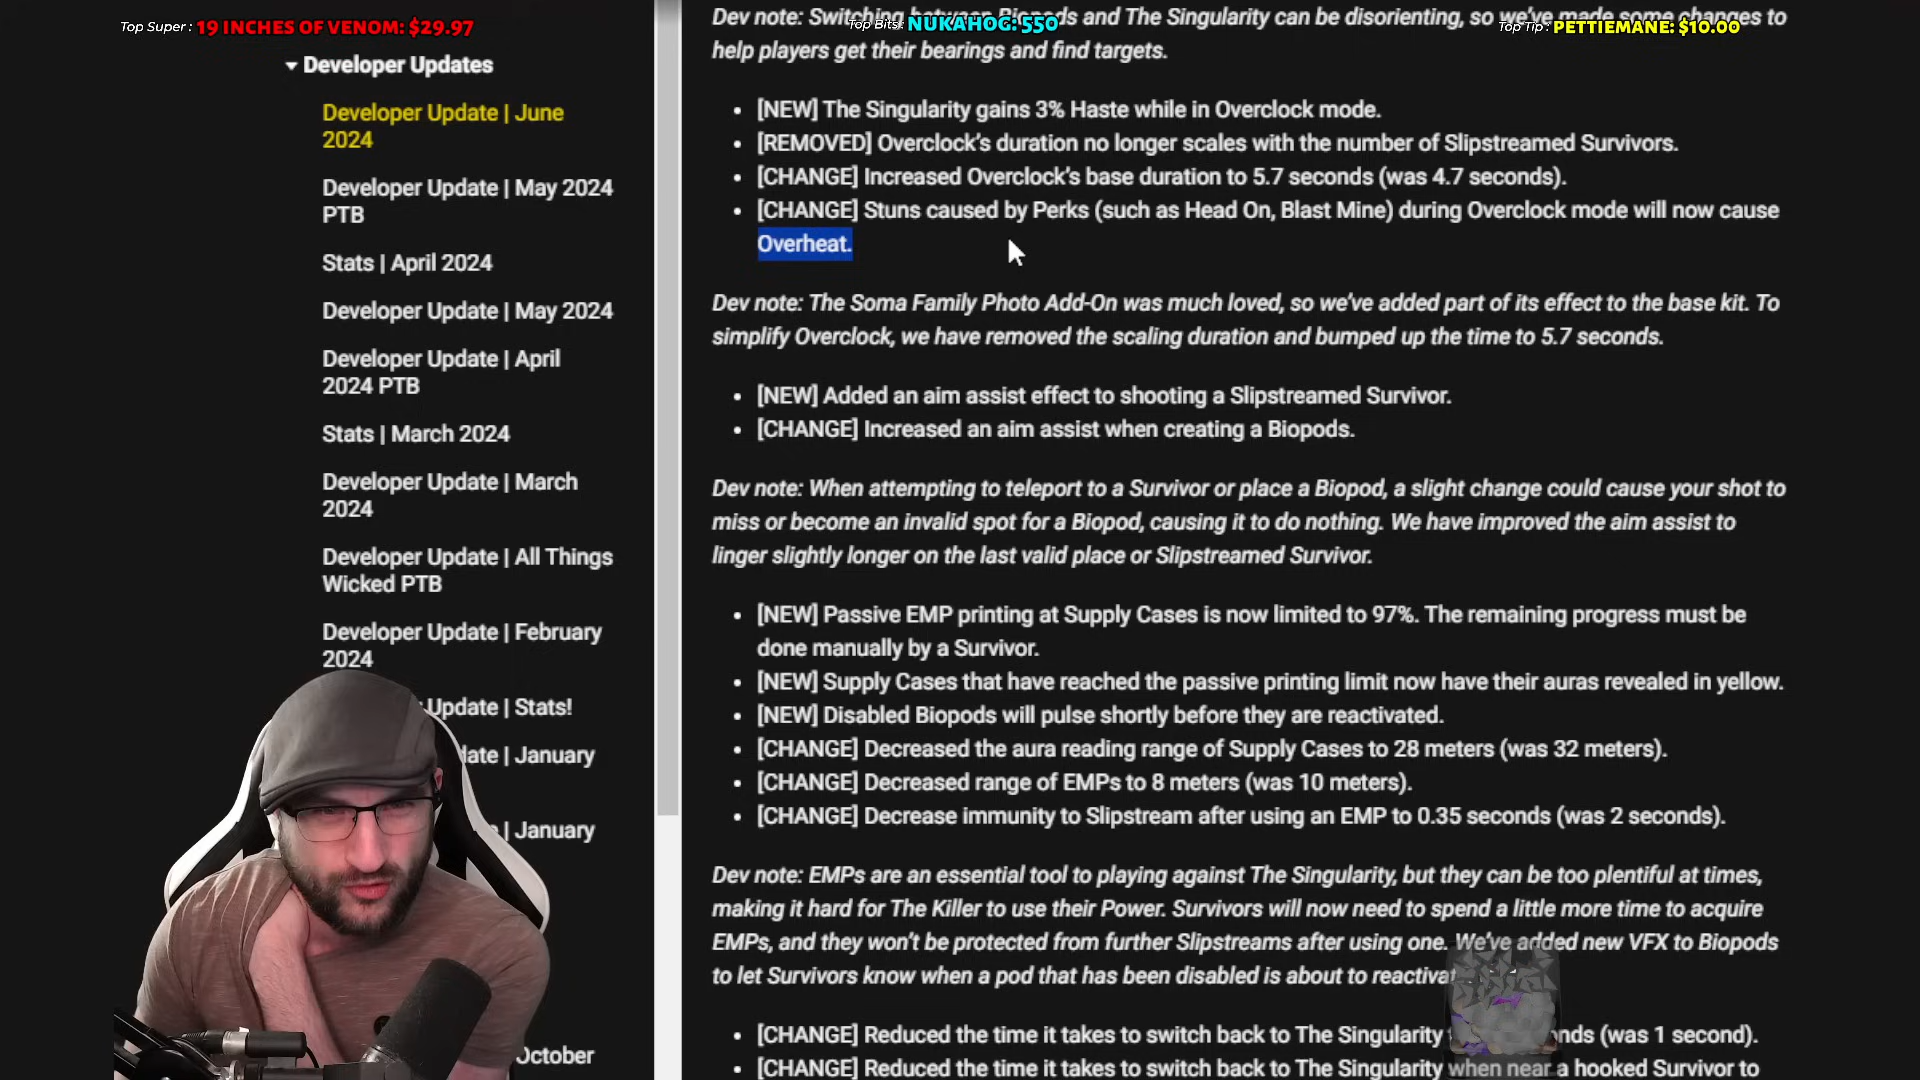 Top Super : 19 INCHES OF VENOM: $29.97
Top Bits: NUKAHOG: 550
Top Tip : PETTIEMANE: $10.00
Developer Updates
Developer Update | June
2024
Developer Update | May 2024
PTB
Stats | April 2024
Developer Update | May 2024
Developer Update | April
2024 PTB
Stats | March 2024
Developer Update | March
2024
Developer Update | All Things
Wicked PTB
Developer Update | February
2024
Update | Stats!
date | January
| January
October
Dev note: Switching between Biopods and The Singularity can be disorienting, so we've made some changes to
help players get their bearings and find targets.
• [NEW] The Singularity gains 3% Haste while in Overclock mode.
• [REMOVED] Overclock's duration no longer scales with the number of Slipstreamed Survivors.
• [CHANGE] Increased Overclock's base duration to 5.7 seconds (was 4.7 seconds).
• [CHANGE] Stuns caused by Perks (such as Head On, Blast Mine) during Overclock mode will now cause
Overheat.
Dev note: The Soma Family Photo Add-On was much loved, so we've added part of its effect to the base kit. To
simplify Overclock, we have removed the scaling duration and bumped up the time to 5.7 seconds.
• [NEW] Added an aim assist effect to shooting a Slipstreamed Survivor.
• [CHANGE] Increased an aim assist when creating a Biopods.
Dev note: When attempting to teleport to a Survivor or place a Biopod, a slight change could cause your shot to
miss or become an invalid spot for a Biopod, causing it to do nothing. We have improved the aim assist to
linger slightly longer on the last valid place or Slipstreamed Survivor.
• [NEW] Passive EMP printing at Supply Cases is now limited to 97%. The remaining progress must be
done manually by a Survivor.
• [NEW] Supply Cases that have reached the passive printing limit now have their auras revealed in yellow.
• [NEW] Disabled Biopods will pulse shortly before they are reactivated.
• [CHANGE] Decreased the aura reading range of Supply Cases to 28 meters (was 32 meters).
• [CHANGE] Decreased range of EMPs to 8 meters (was 10 meters).
• [CHANGE] Decrease immunity to Slipstream after using an EMP to 0.35 seconds (was 2 seconds).
Dev note: EMPs are an essential tool to playing against The Singularity, but they can be too plentiful at times,
making it hard for The Killer to use their Power. Survivors will now need to spend a little more time to acquire
EMPs, and they won't be protected from further Slipstreams after using one. We've added new VFX to Biopods
to let Survivors know when a pod that has been disabled is about to
• [CHANGE] Reduced the time it takes to switch back to The Singularity (was 1 second).
• [CHANGE] Reduced the time it takes to switch back to The Singularity when near a hooked Survivor to